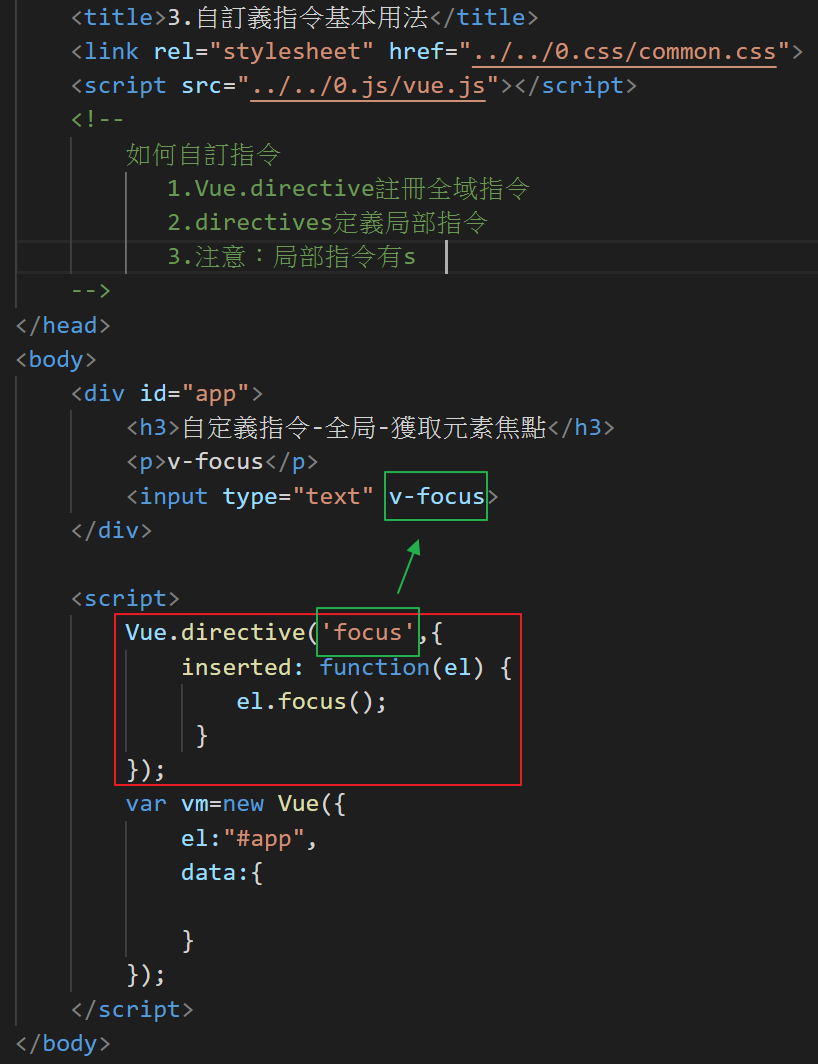 <title>3.自訂義指令基本用法</title>
<link rel="stylesheet" href="../../0.css/common.css">
<script src="../../0.js/vue.js"></script>
<!--
如何自訂指令
1.Vue.directive註冊全域指令
2.directives定義局部指令
3.注意：局部指令有s
-->
</head>
<body>
<div id="app">
<h3>自定義指令-全局-獲取元素焦點</h3>
<p>v-focus</p>
<input type="text" v-focus>
</div>
<script>
Vue.directive('focus',{
inserted: function(el) {
el.focus();
}
});
var vm=new Vue({
el:"#app",
data:{
}
});
</script>
</body>